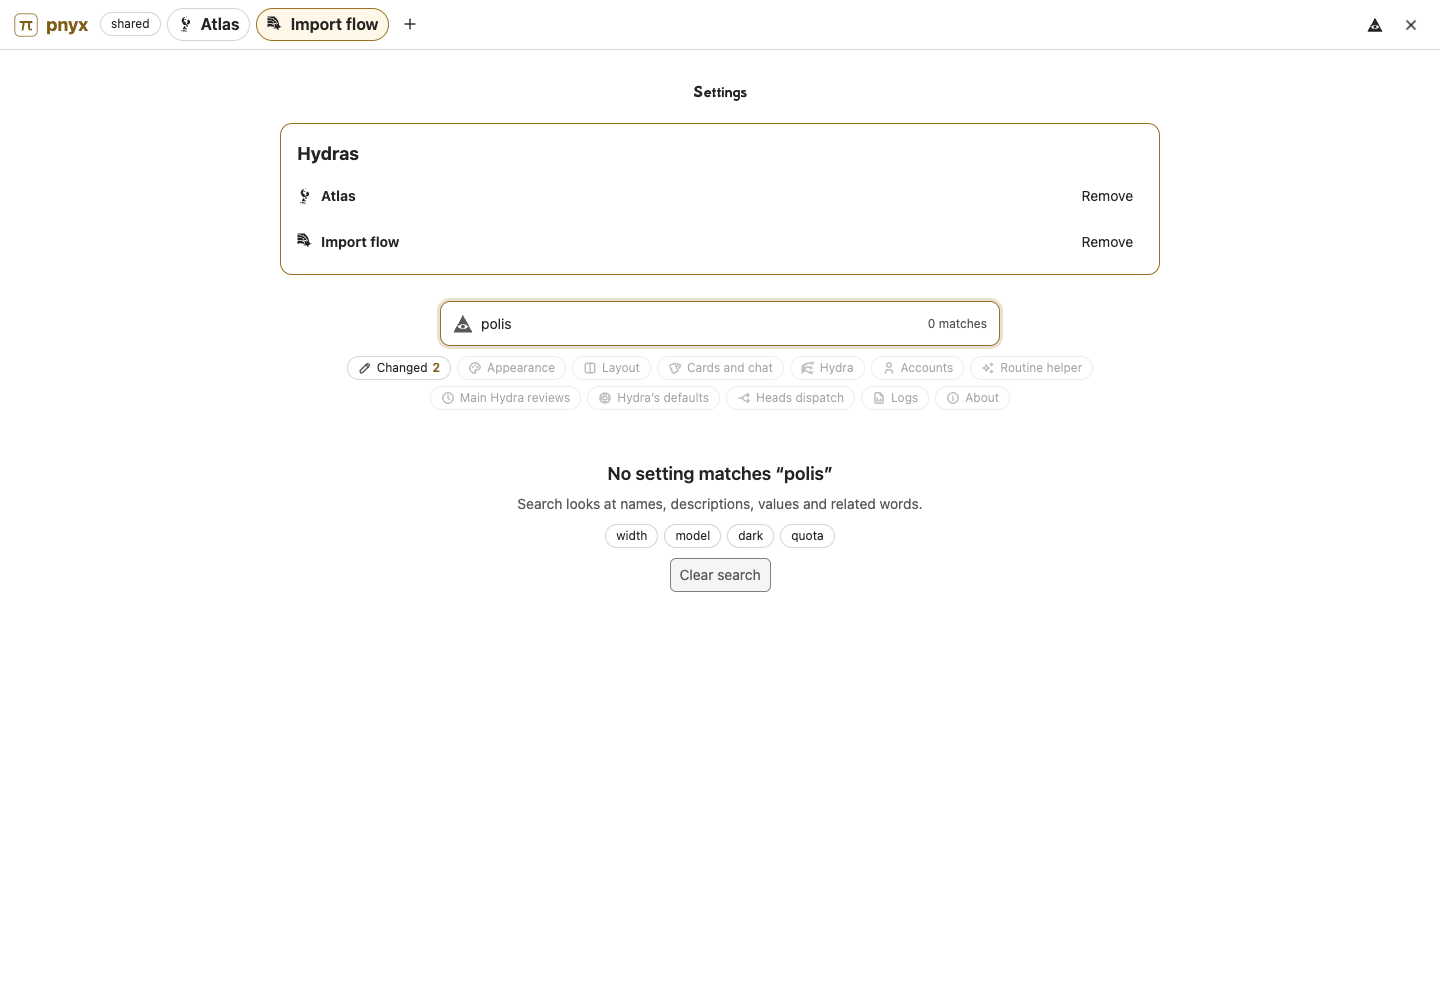 π pnyx shared Atlas Import flow +
Settings
Hydras
Atlas Remove
Import flow Remove
polis 0 matches
Changed 2 Appearance Layout Cards and chat Hydra Accounts Routine helper
Main Hydra reviews Hydra's defaults Heads dispatch Logs About
No setting matches “polis”
Search looks at names, descriptions, values and related words.
width model dark quota
Clear search